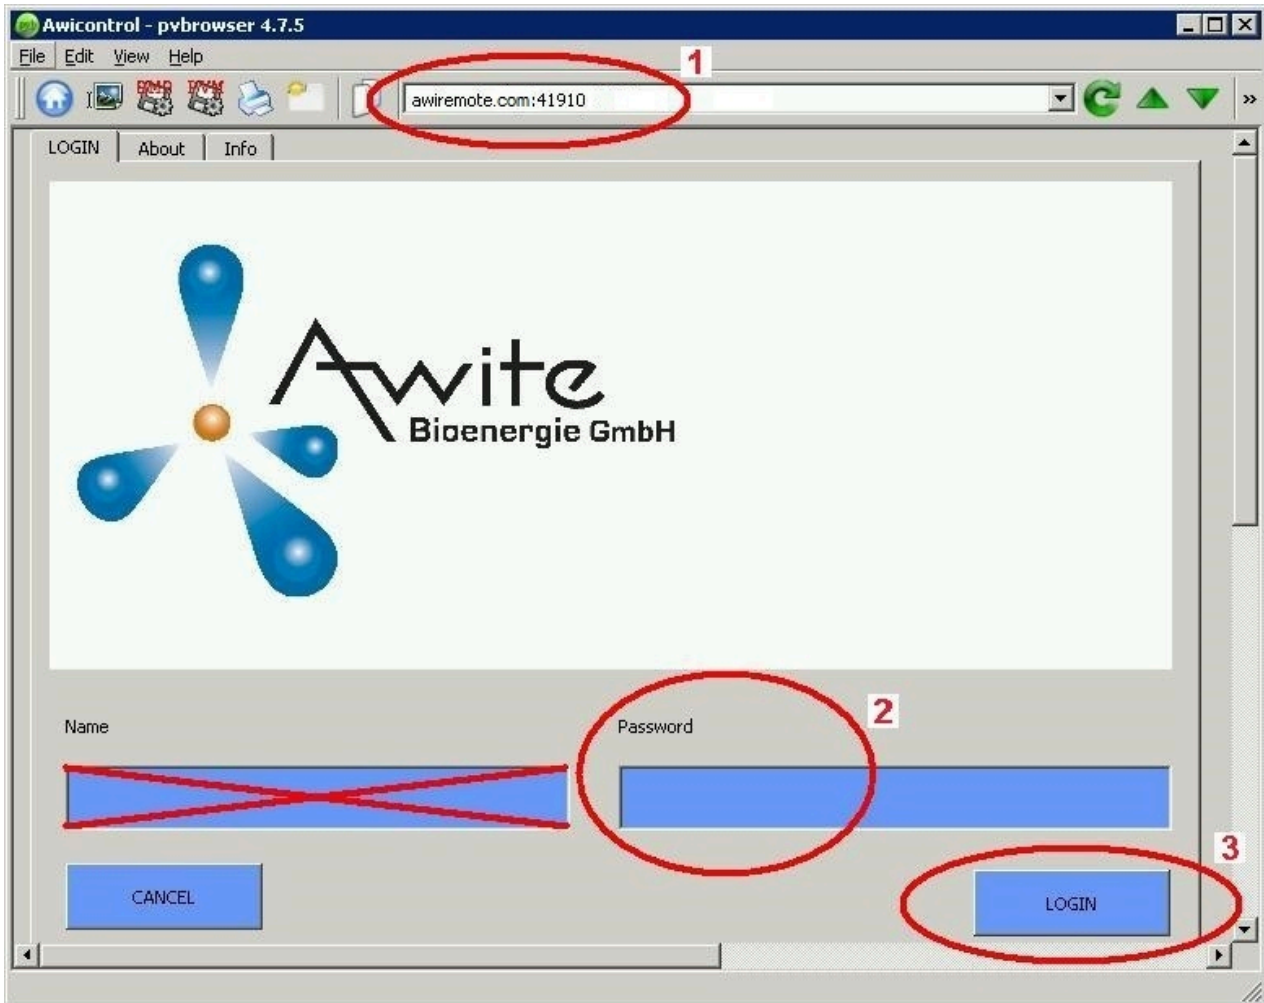 Awicontrol - pvbrowser 4.7.5
File Edit View Help
1
awiremote.com:41910
»
LOGIN About Info
Awite
Bioenergie GmbH
2
Name Password
3
CANCEL LOGIN